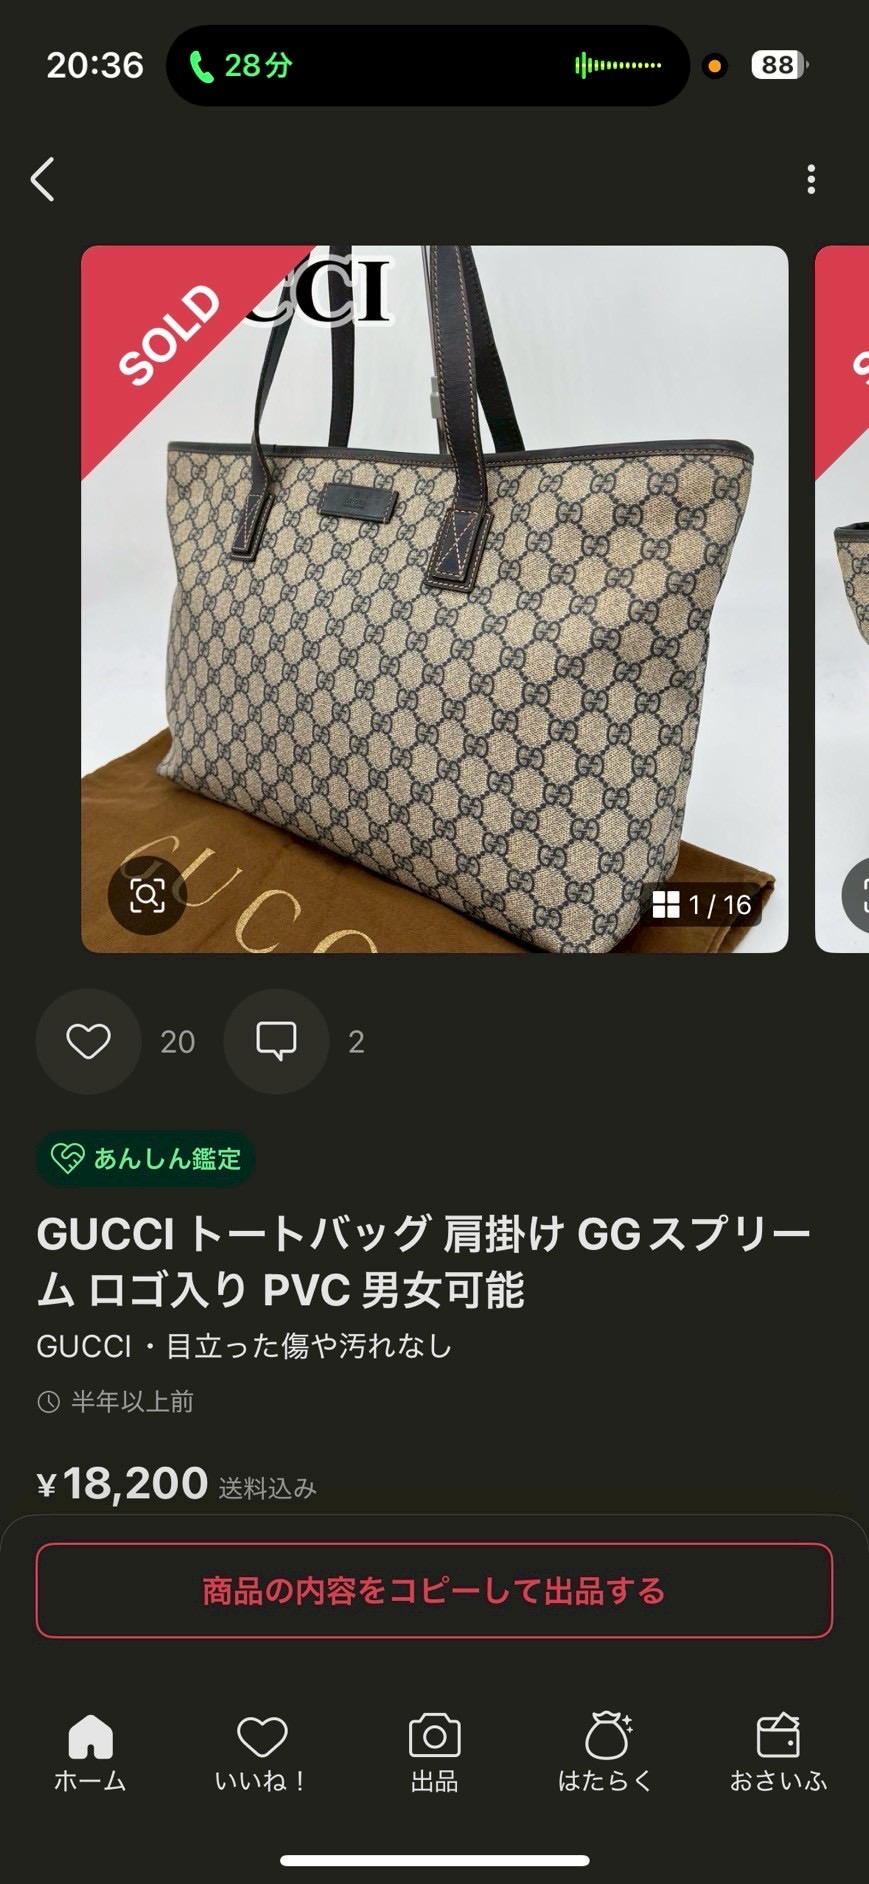 20:36
28分
88
SOLD
CCI
GUCC
1 / 16
20
2
あんしん鑑定
GUCCI トートバッグ 肩掛け GGスプリー
ム ロゴ入り PVC 男女可能
GUCCI・目立った傷や汚れなし
半年以上前
¥18,200 送料込み
商品の内容をコピーして出品する
ホーム
いいね！
出品
はたらく
おさいふ